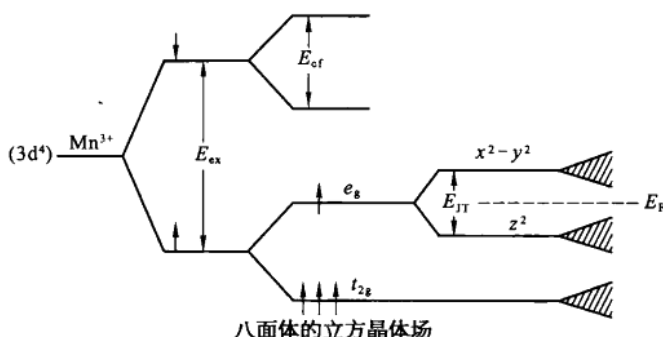 E_cf
(3d⁴) Mn³⁺
E_ex
x² − y²
e_g
E_JT
E_F
z²
t_2g
八面体的立方晶体场